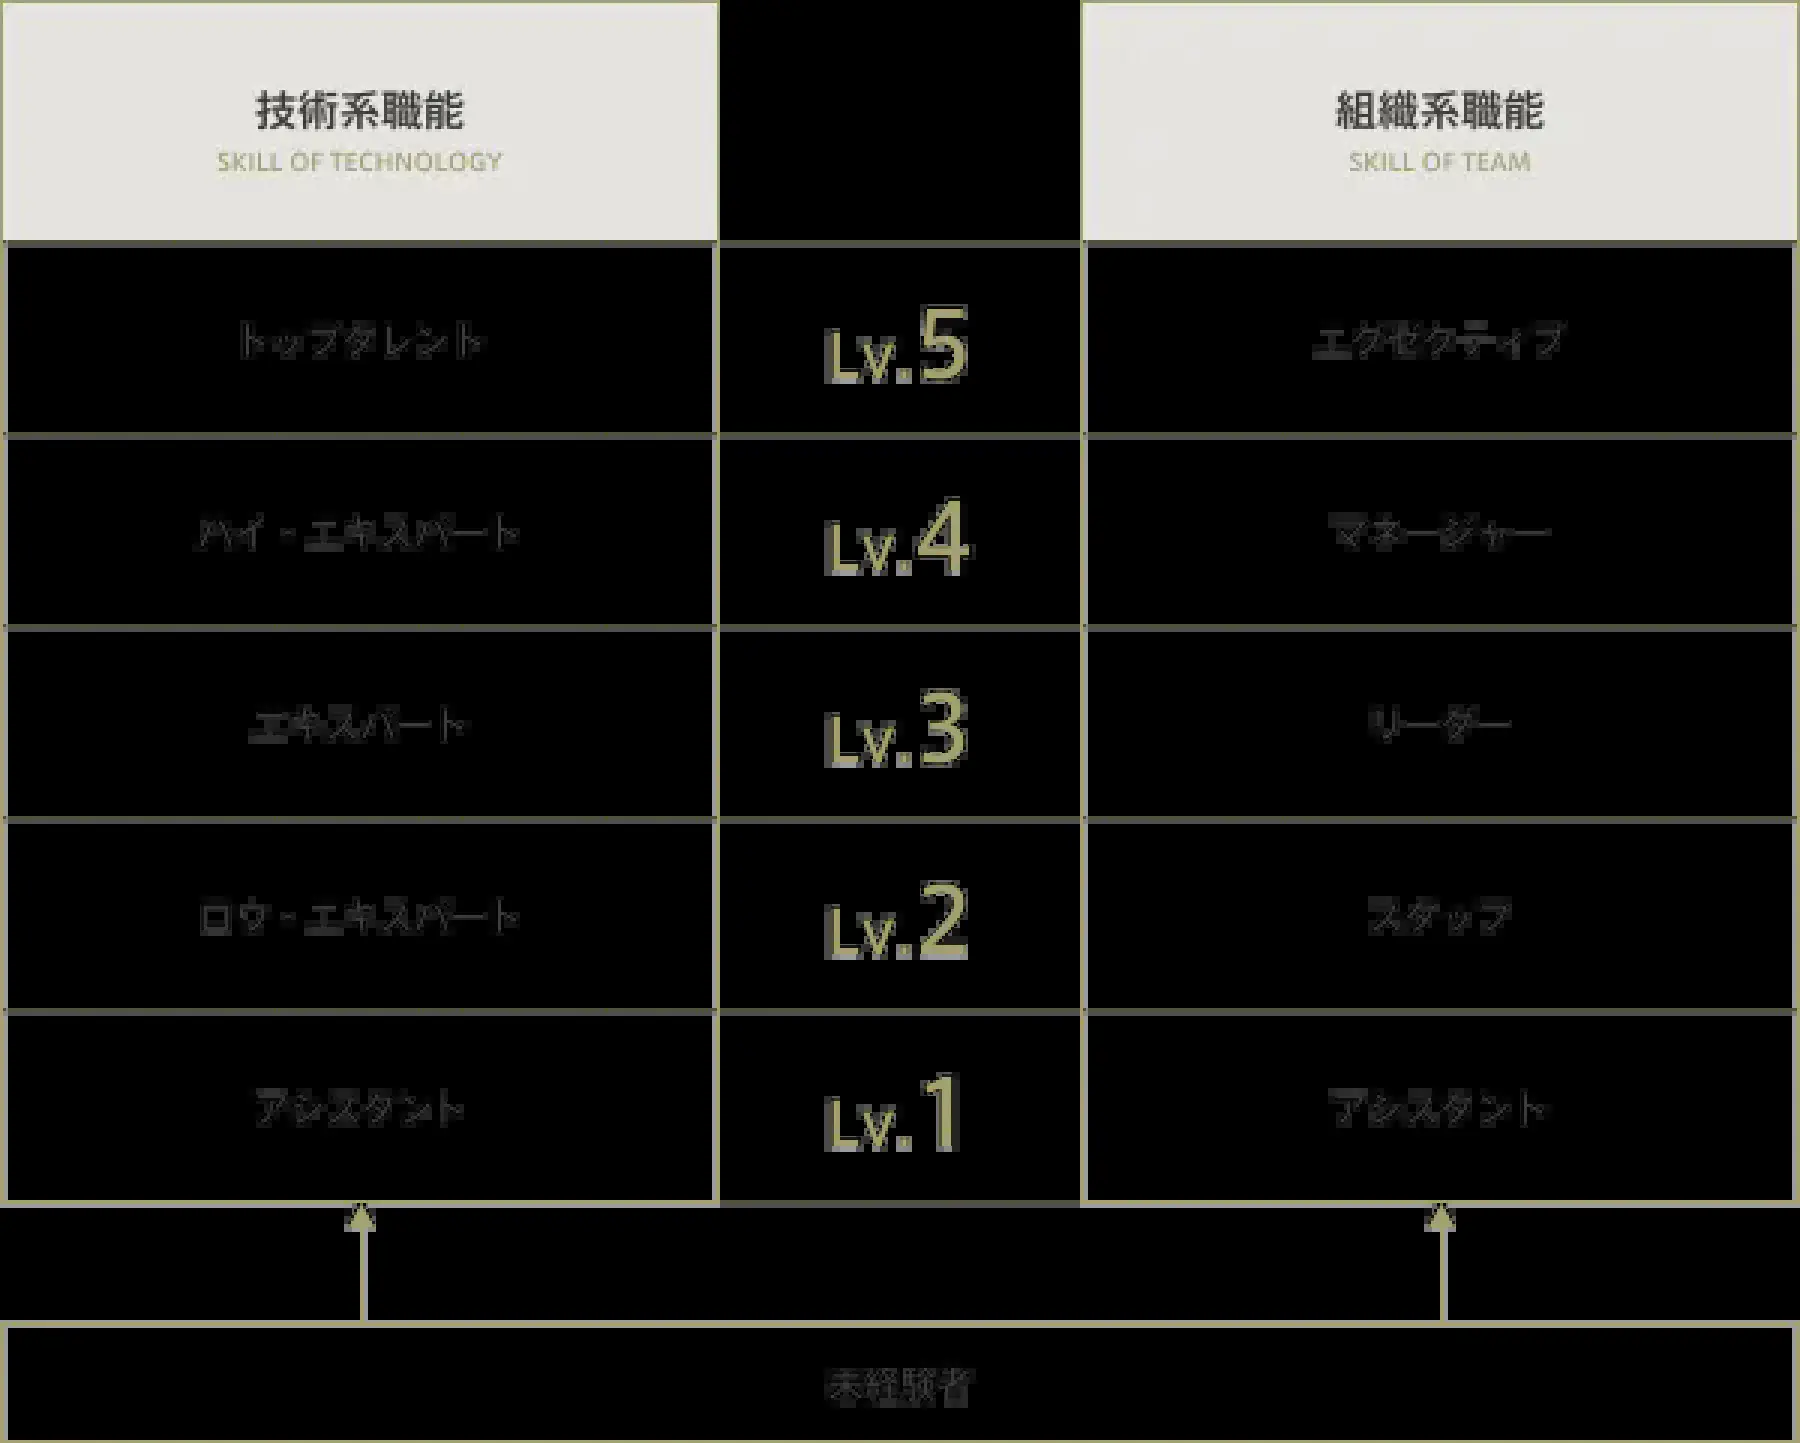 技術系職能
SKILL OF TECHNOLOGY
組織系職能
SKILL OF TEAM
トップタレント
Lv.5
エグゼクティブ
ハイ・エキスパート
Lv.4
マネージャー
エキスパート
Lv.3
リーダー
ロウ・エキスパート
Lv.2
スタッフ
アシスタント
Lv.1
アシスタント
未経験者